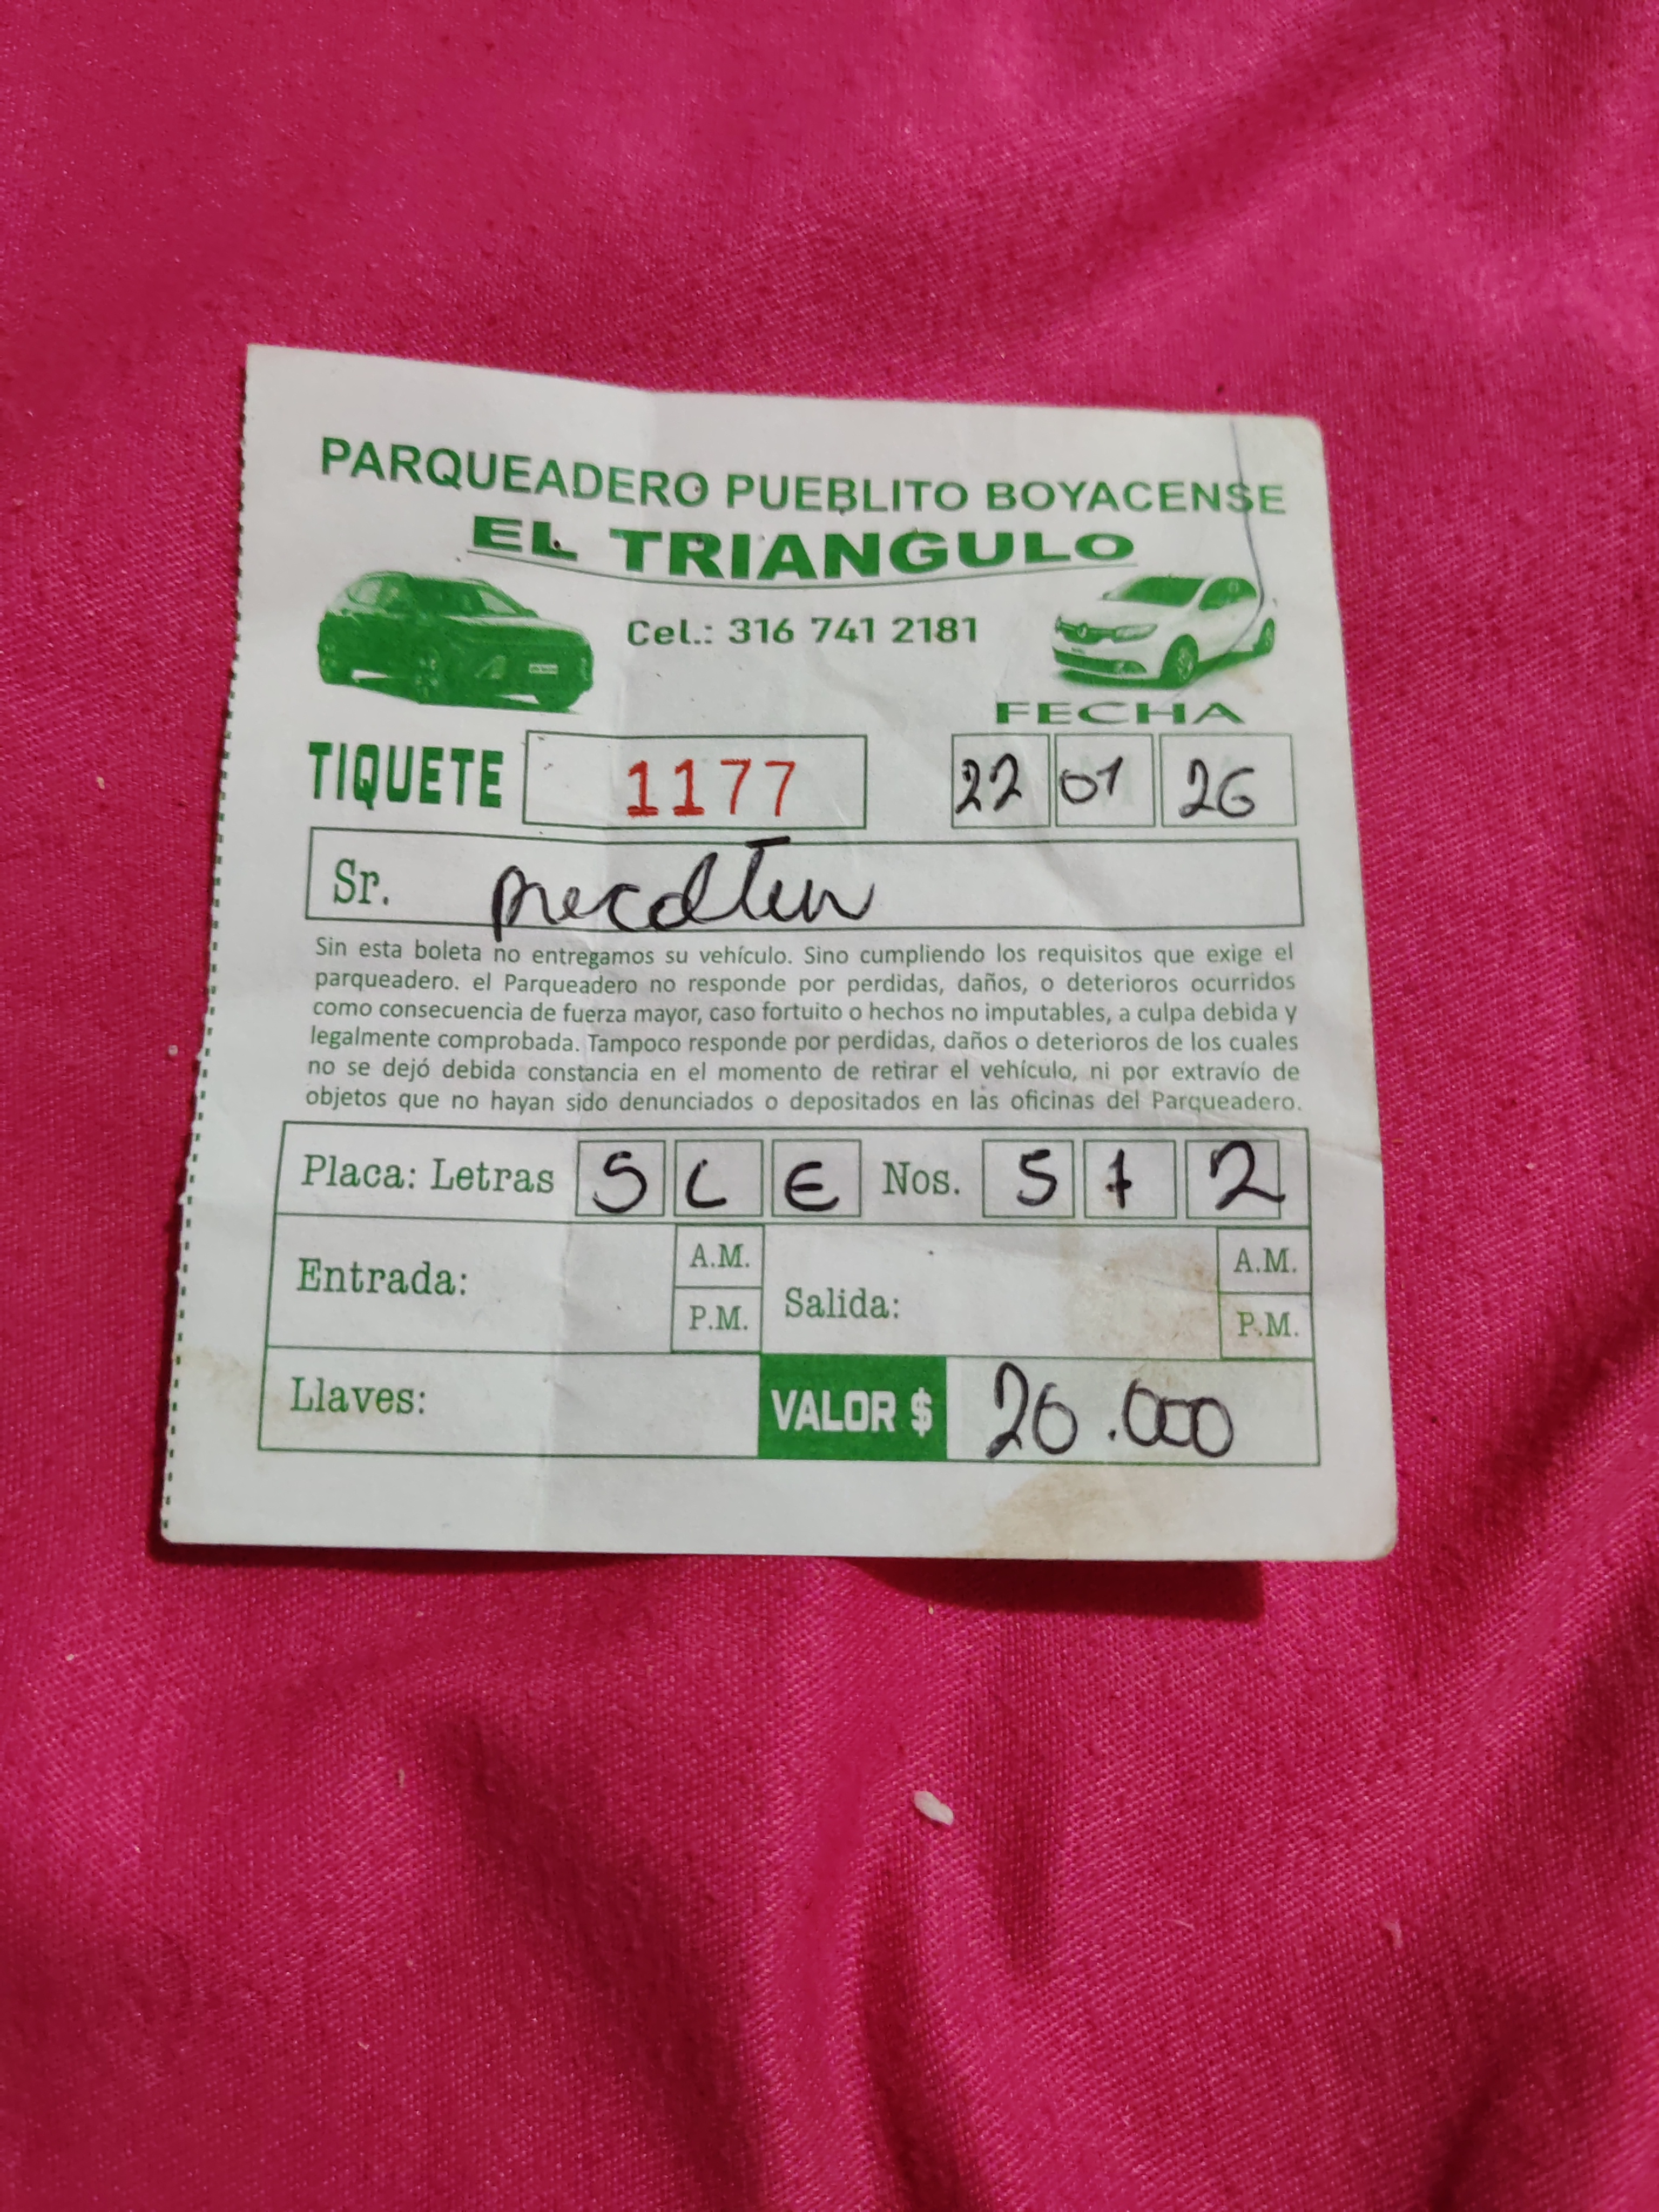 PARQUEADERO PUEBLITO BOYACENSE
EL TRIANGULO
Cel.: 316 741 2181
FECHA
TIQUETE 1177 22 01 26
Sr.
Sin esta boleta no entregamos su vehículo. Sino cumpliendo los requisitos que exige el
parqueadero. el Parqueadero no responde por perdidas, daños, o deterioros ocurridos
como consecuencia de fuerza mayor, caso fortuito o hechos no imputables, a culpa debida y
legalmente comprobada. Tampoco responde por perdidas, daños o deterioros de los cuales
no se dejó debida constancia en el momento de retirar el vehículo, ni por extravío de
objetos que no hayan sido denunciados o depositados en las oficinas del Parqueadero.
Placa: Letras S L E Nos. 5 7 2
Entrada: A.M. P.M. Salida: A.M. P.M.
Llaves: VALOR $ 20.000